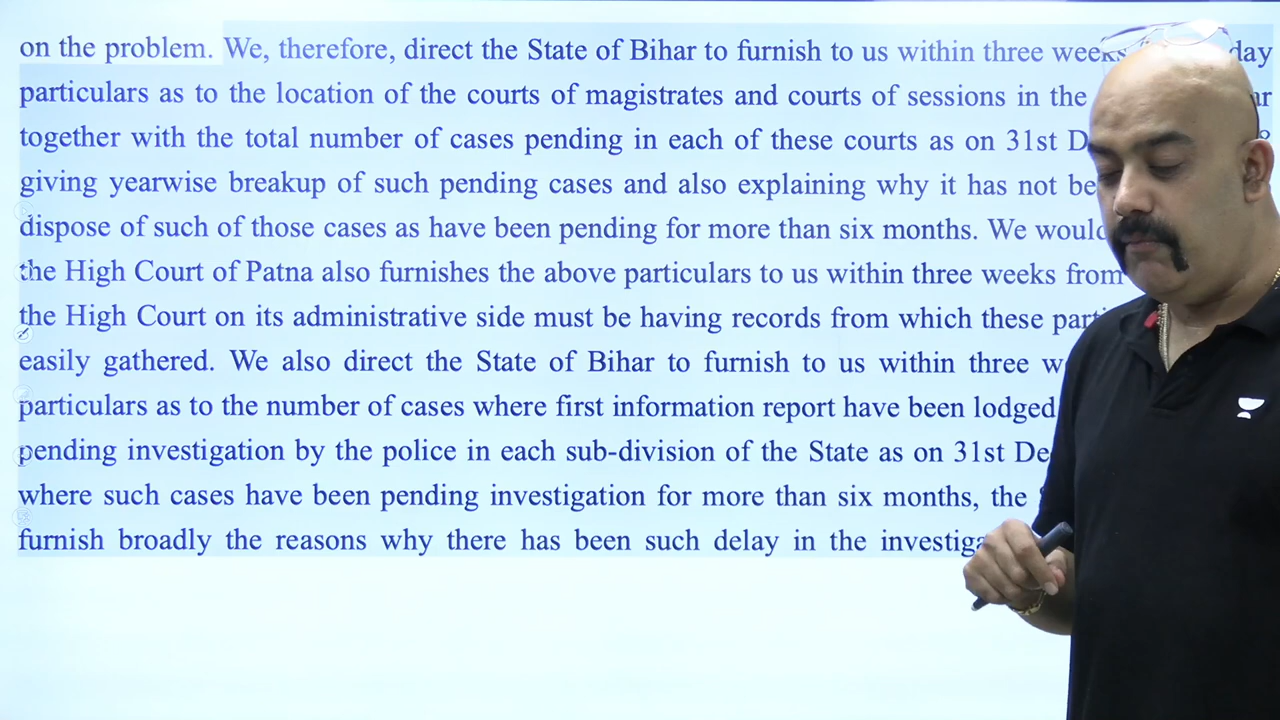 on the problem. We, therefore, direct the State of Bihar to furnish to us within three weeks day
particulars as to the location of the courts of magistrates and courts of sessions in the
together with the total number of cases pending in each of these courts as on 31st
giving yearwise breakup of such pending cases and also explaining why it has not
dispose of such of those cases as have been pending for more than six months. We
the High Court of Patna also furnishes the above particulars to us within three weeks from
the High Court on its administrative side must be having records from which these
easily gathered. We also direct the State of Bihar to furnish to us within three
particulars as to the number of cases where first information report have been lodged
pending investigation by the police in each sub-division of the State as on 31st
where such cases have been pending investigation for more than six months, the
furnish broadly the reasons why there has been such delay in the